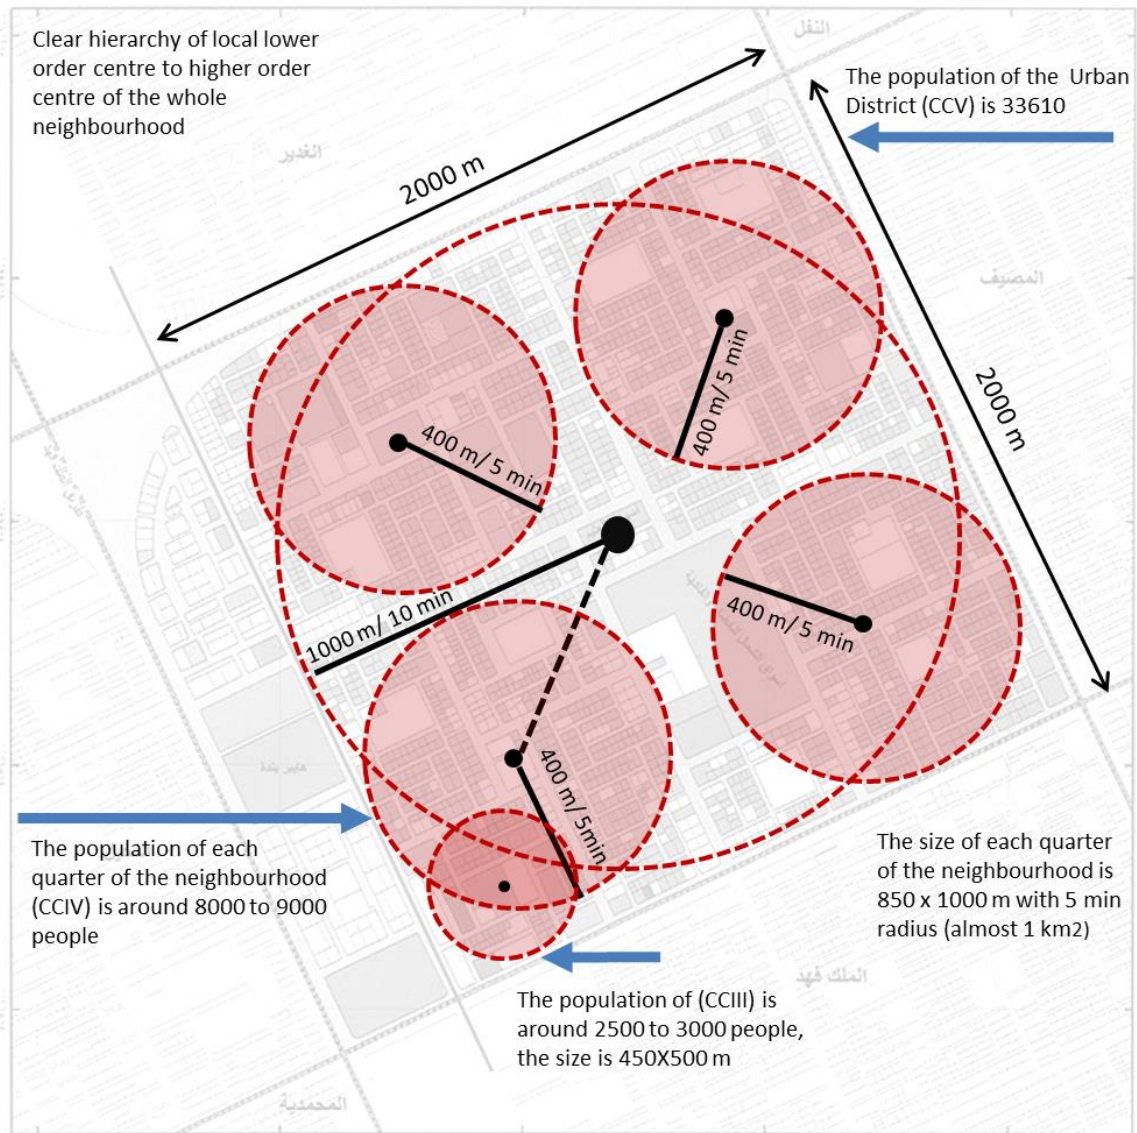 Clear hierarchy of local lower
order centre to higher order
centre of the whole
neighbourhood
النفل
The population of the Urban
District (CCV) is 33610
الغدير
2000 m
المصيف
2000 m
400 m/ 5 min
400 m/ 5 min
1000 m/ 10 min
400 m/ 5 min
400 m/ 5min
The population of each
quarter of the neighbourhood
(CCIV) is around 8000 to 9000
people
The size of each quarter
of the neighbourhood is
850 x 1000 m with 5 min
radius (almost 1 km2)
هايبر بندة
الملك فهد
The population of (CCIII) is
around 2500 to 3000 people,
the size is 450X500 m
المحمدية